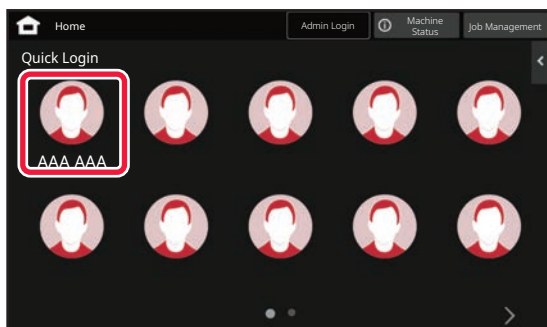 Home
Admin Login
Machine
Status
Job Management
Quick Login
AAA AAA